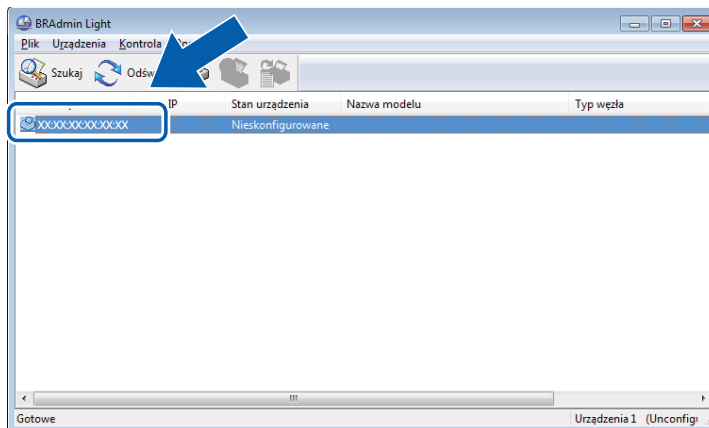 BRAdmin Light
Plik Urządzenia Kontrola
Szukaj
IP Stan urządzenia Nazwa modelu Typ węzła
XX:XX:XX:XX:XX:XX Nieskonfigurowane
Gotowe Urządzenia 1 (Unconfig